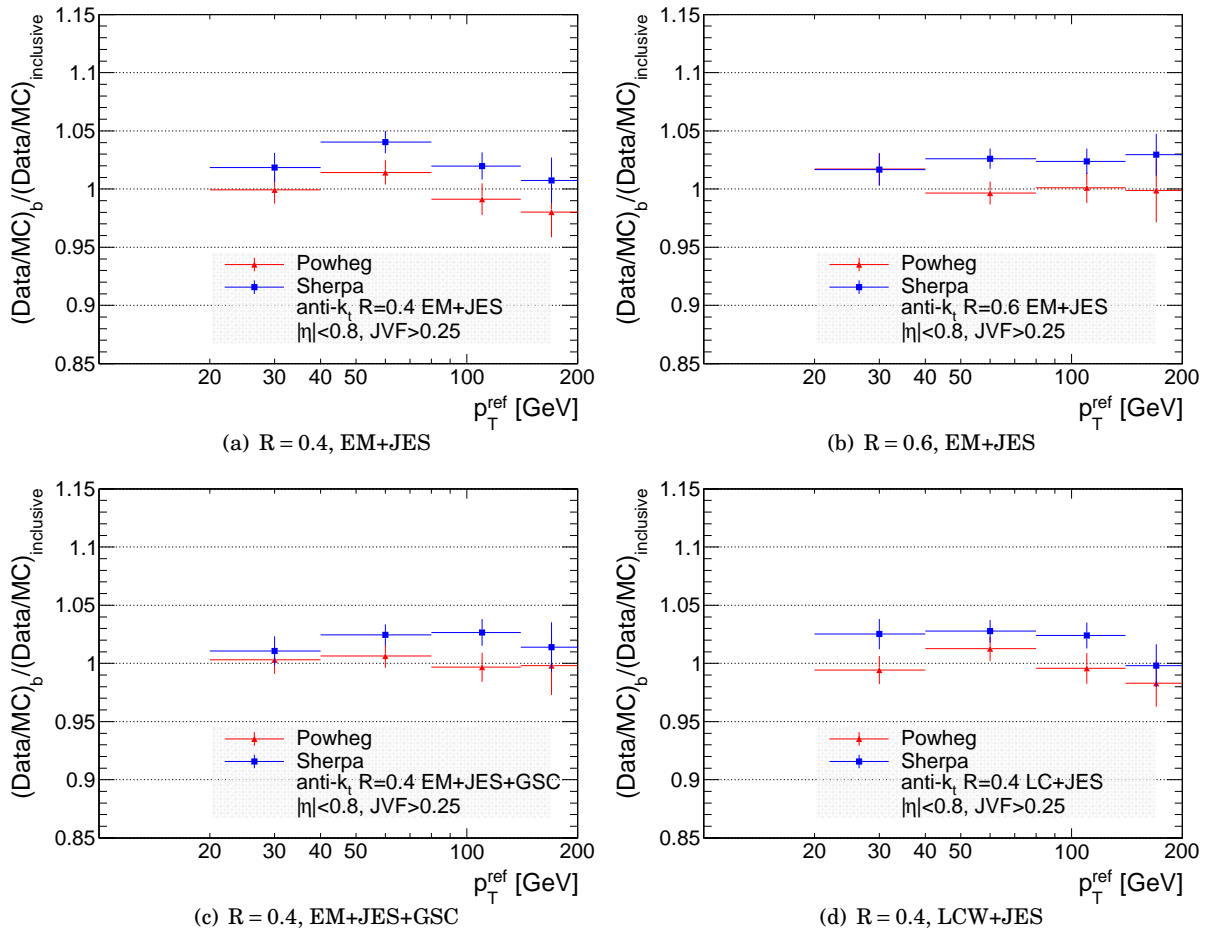 (Data/MC)_b/(Data/MC)_inclusive
1.15
1.1
1.05
1
0.95
0.9
0.85
Powheg
Sherpa
anti-k_t R=0.4 EM+JES
|η|<0.8, JVF>0.25
20 30 40 50 100 200
p_T^ref [GeV]
(a) R = 0.4, EM+JES
(Data/MC)_b/(Data/MC)_inclusive
1.15
1.1
1.05
1
0.95
0.9
0.85
Powheg
Sherpa
anti-k_t R=0.6 EM+JES
|η|<0.8, JVF>0.25
20 30 40 50 100 200
p_T^ref [GeV]
(b) R = 0.6, EM+JES
(Data/MC)_b/(Data/MC)_inclusive
1.15
1.1
1.05
1
0.95
0.9
0.85
Powheg
Sherpa
anti-k_t R=0.4 EM+JES+GSC
|η|<0.8, JVF>0.25
20 30 40 50 100 200
p_T^ref [GeV]
(c) R = 0.4, EM+JES+GSC
(Data/MC)_b/(Data/MC)_inclusive
1.15
1.1
1.05
1
0.95
0.9
0.85
Powheg
Sherpa
anti-k_t R=0.4 LC+JES
|η|<0.8, JVF>0.25
20 30 40 50 100 200
p_T^ref [GeV]
(d) R = 0.4, LCW+JES